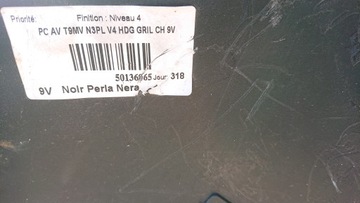 Priorité: Finition : Niveau 4
PC AV T9MV N3PL V4 HDG GRIL CH 9V
50136065 Jour: 318
9V Noir Perla Nera